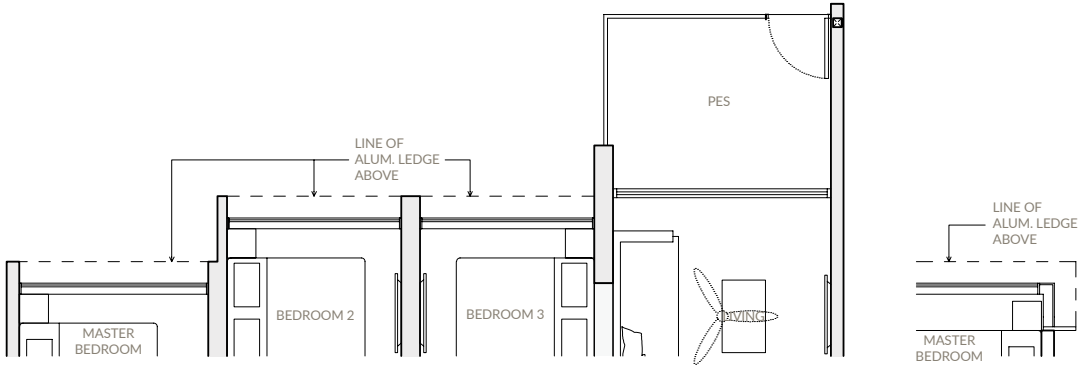 PES
LINE OF
ALUM. LEDGE
ABOVE
LINE OF
ALUM. LEDGE
ABOVE
BEDROOM 2
BEDROOM 3
LIVING
MASTER
BEDROOM
MASTER
BEDROOM